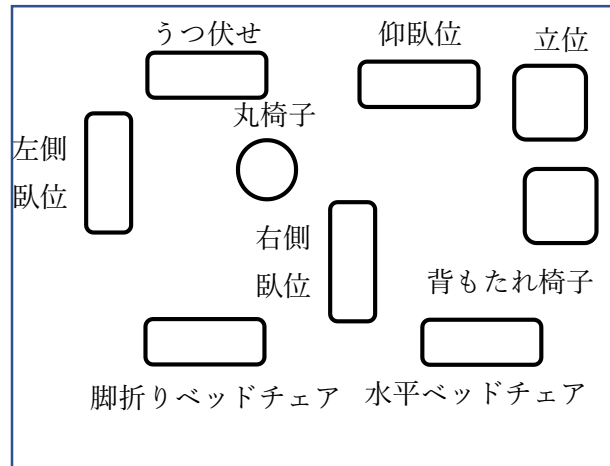 うつ伏せ
仰臥位
立位
丸椅子
左側
臥位
右側
臥位
背もたれ椅子
脚折りベッドチェア
水平ベッドチェア